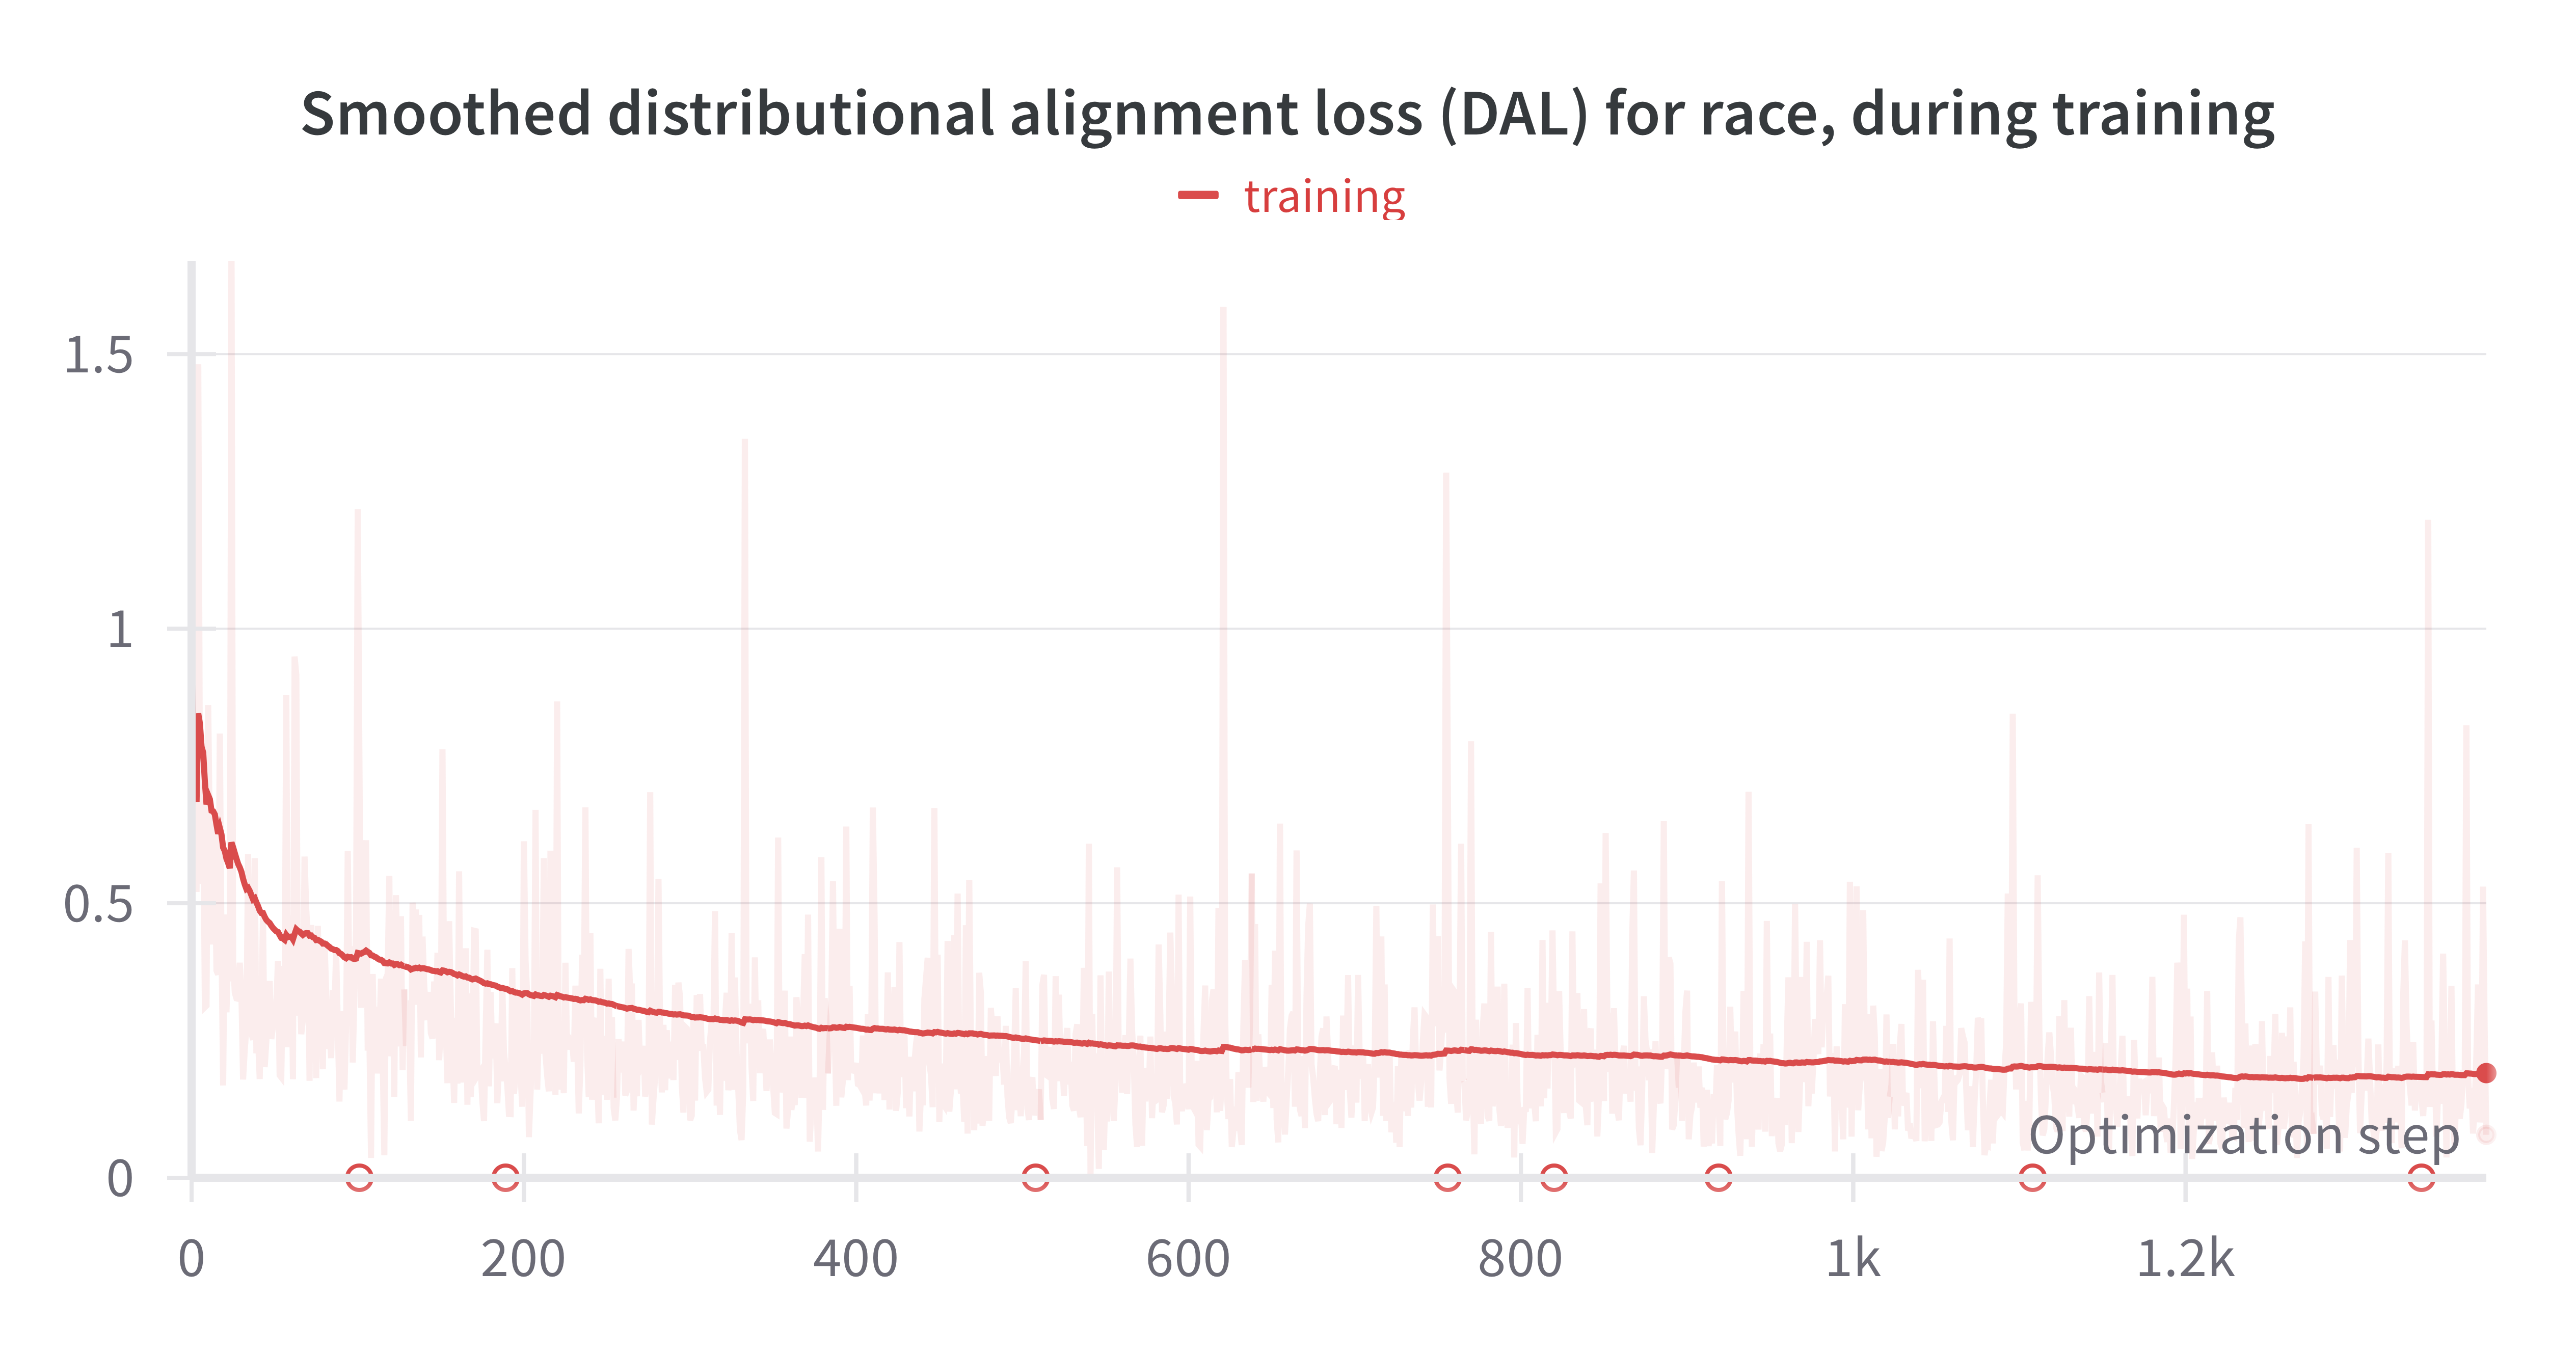 Smoothed distributional alignment loss (DAL) for race, during training
training
1.5
1
0.5
0
Optimization step
0 200 400 600 800 1k 1.2k